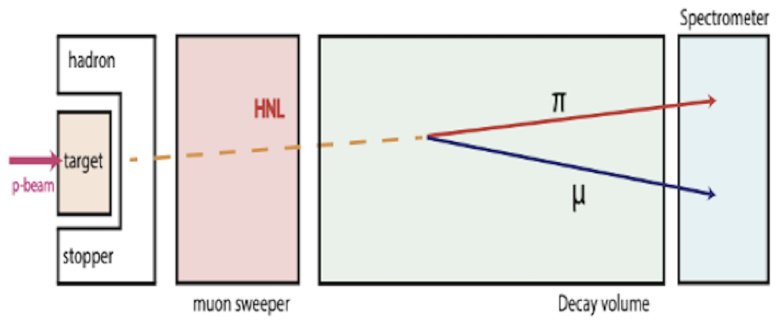 Spectrometer
hadron
HNL
π
target
p-beam
μ
stopper
muon sweeper
Decay volume